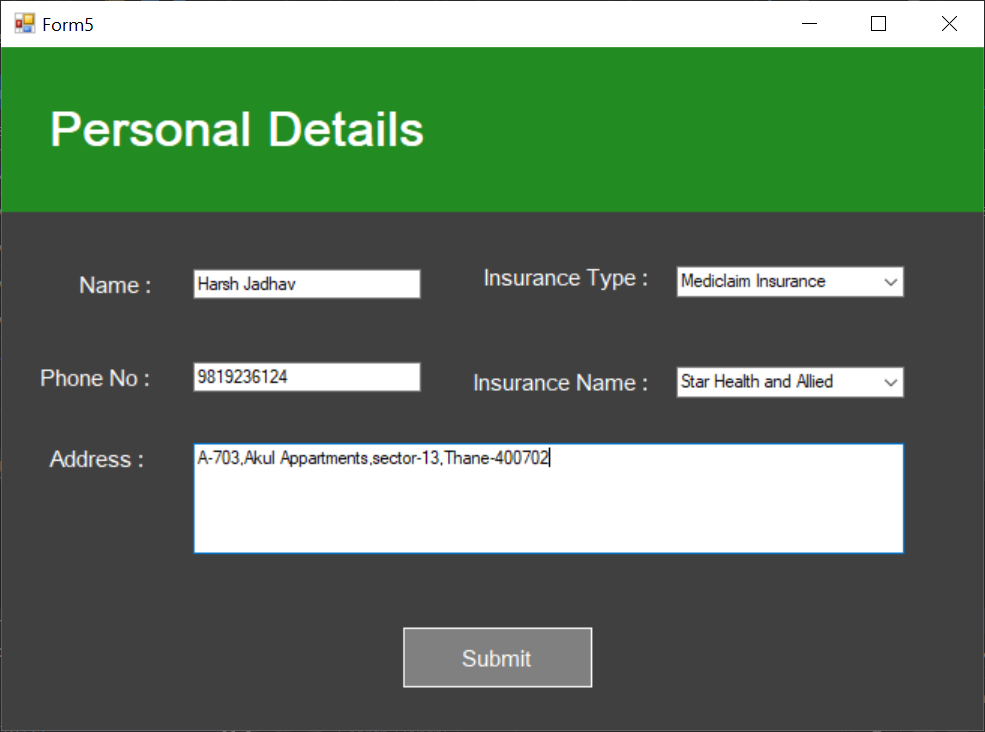 Form5
Personal Details
Name : Harsh Jadhav Insurance Type : Mediclaim Insurance
Phone No : 9819236124 Insurance Name : Star Health and Allied
Address : A-703,Akul Appartments,sector-13,Thane-400702
Submit